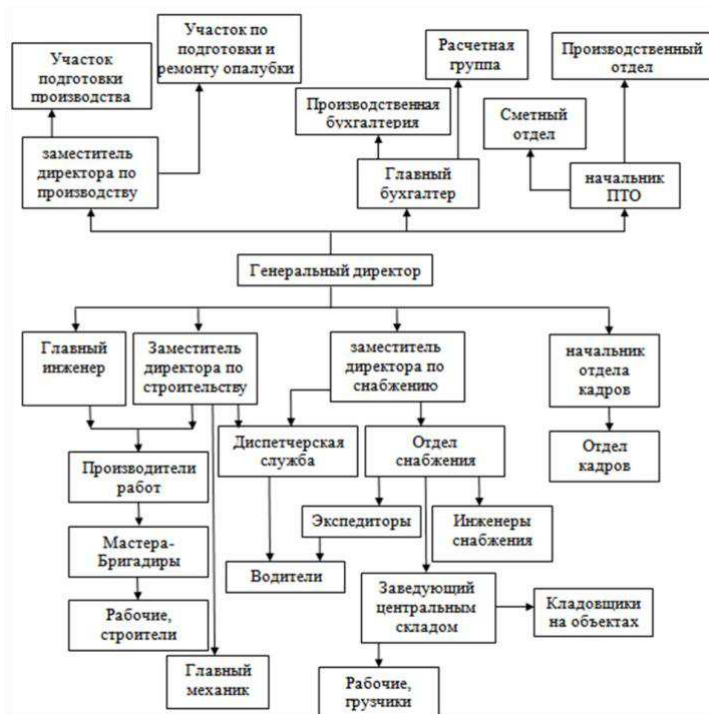 Участок по
подготовки и
ремонту опалубки
Участок
подготовки
производства
Расчетная
группа
Производственный
отдел
Производственная
бухгалтерия
Сметный
отдел
заместитель
директора по
производству
Главный
бухгалтер
начальник
ПТО
Генеральный директор
Главный
инженер
Заместитель
директора по
строительству
заместитель
директора по
снабжению
начальник
отдела
кадров
Диспетчерская
служба
Отдел
снабжения
Отдел
кадров
Производители
работ
Экспедиторы
Инженеры
снабжения
Мастера-
Бригадиры
Водители
Заведующий
центральным
складом
Кладовщики
на объектах
Рабочие,
строители
Главный
механик
Рабочие,
грузчики